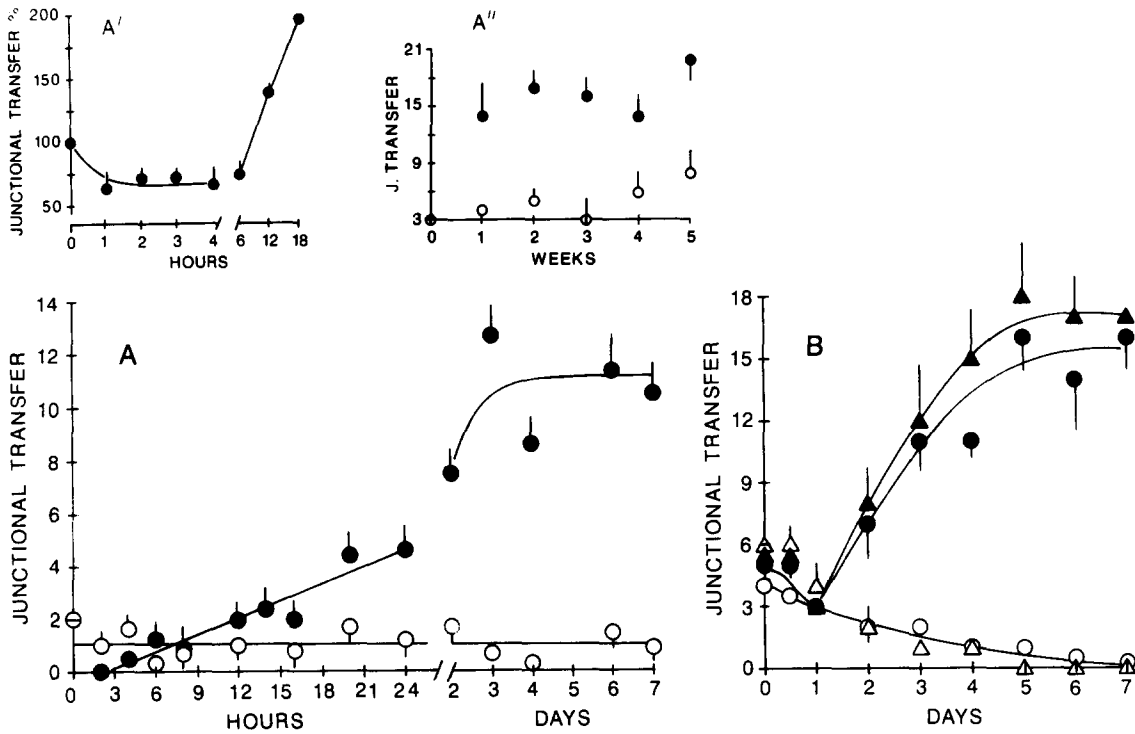 A'
JUNCTIONAL TRANSFER %
200
150
100
50
0 1 2 3 4 6 12 18
HOURS
A''
J. TRANSFER
21
15
9
3
0 1 2 3 4 5
WEEKS
A
JUNCTIONAL TRANSFER
14
12
10
8
6
4
2
0
3 6 9 12 15 18 21 24 2 3 4 5 6 7
HOURS DAYS
B
JUNCTIONAL TRANSFER
18
15
12
9
6
3
0
0 1 2 3 4 5 6 7
DAYS